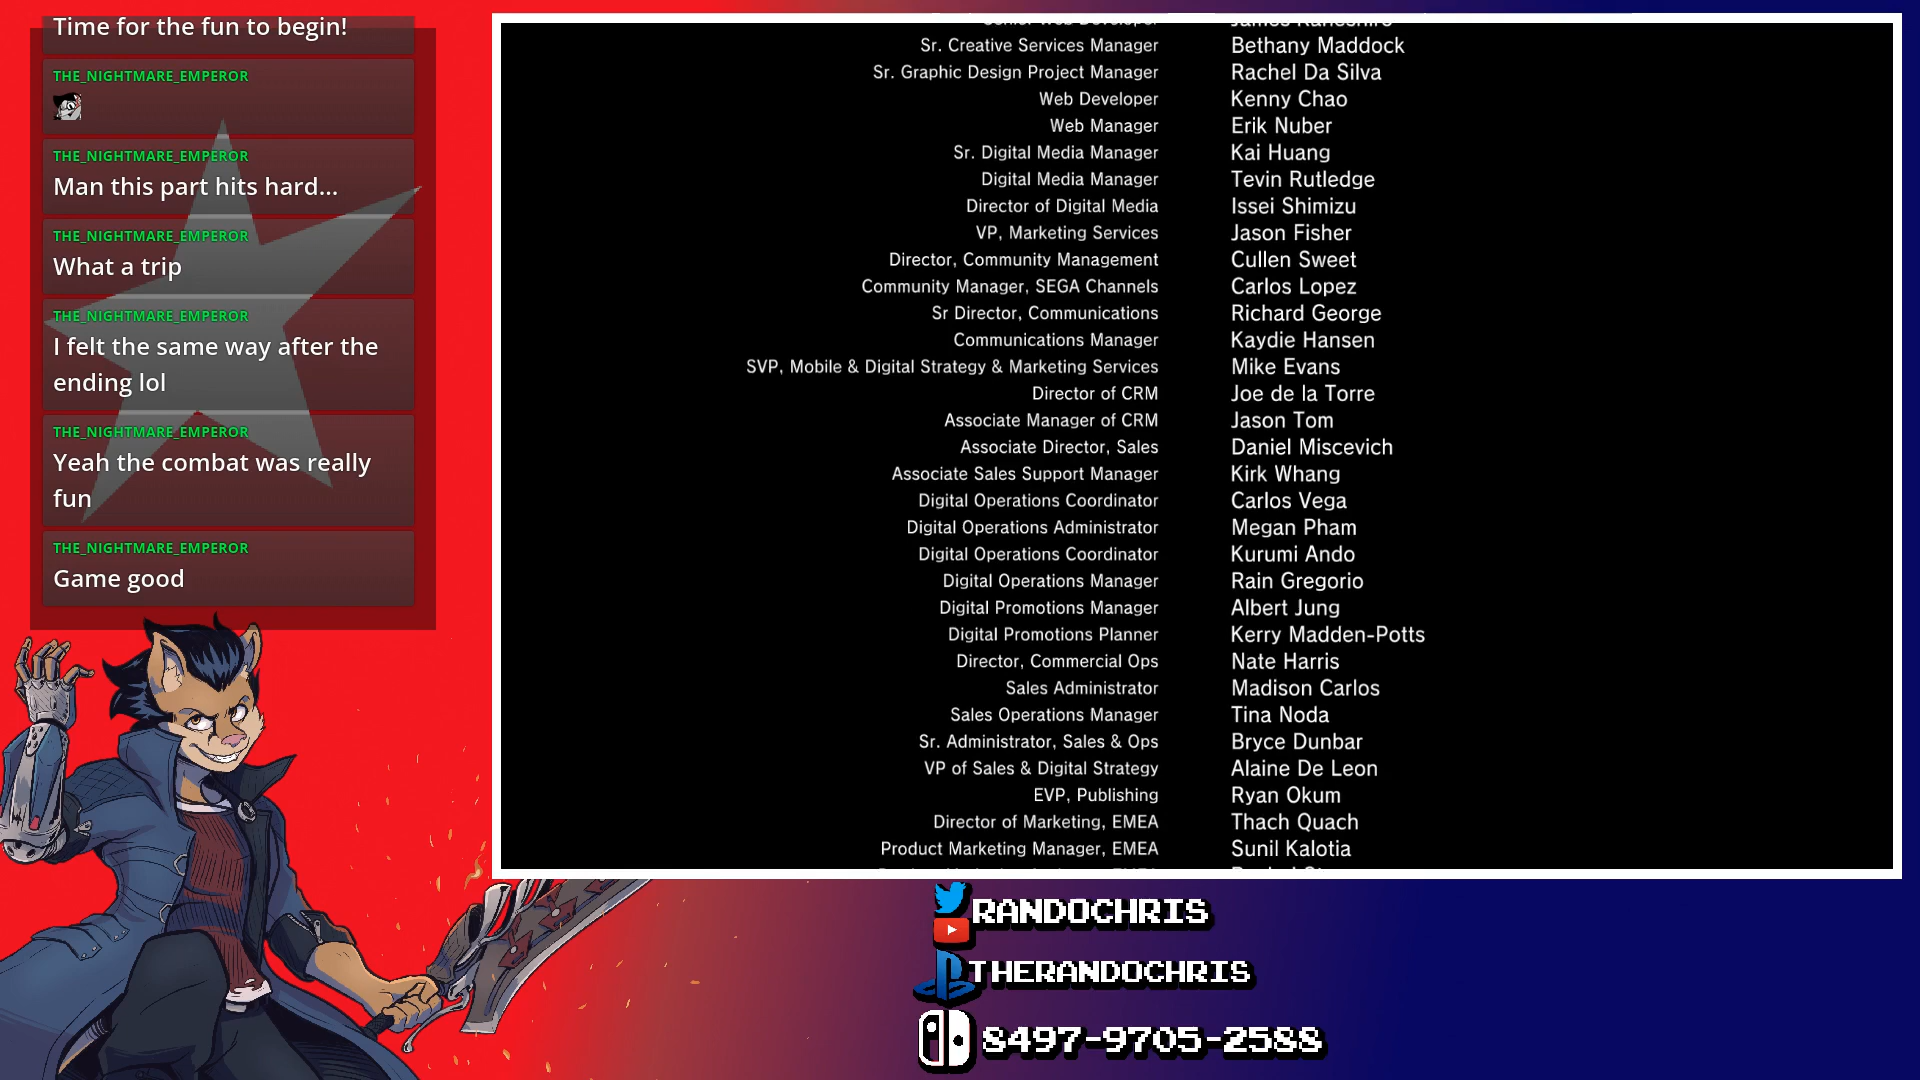 Time for the fun to begin!
THE_NIGHTMARE_EMPEROR
THE_NIGHTMARE_EMPEROR
Man this part hits hard...
THE_NIGHTMARE_EMPEROR
What a trip
THE_NIGHTMARE_EMPEROR
I felt the same way after the
ending lol
THE_NIGHTMARE_EMPEROR
Yeah the combat was really
fun
THE_NIGHTMARE_EMPEROR
Game good
Sr. Creative Services Manager Bethany Maddock
Sr. Graphic Design Project Manager Rachel Da Silva
Web Developer Kenny Chao
Web Manager Erik Nuber
Sr. Digital Media Manager Kai Huang
Digital Media Manager Tevin Rutledge
Director of Digital Media Issei Shimizu
VP, Marketing Services Jason Fisher
Director, Community Management Cullen Sweet
Community Manager, SEGA Channels Carlos Lopez
Sr Director, Communications Richard George
Communications Manager Kaydie Hansen
SVP, Mobile & Digital Strategy & Marketing Services Mike Evans
Director of CRM Joe de la Torre
Associate Manager of CRM Jason Tom
Associate Director, Sales Daniel Miscevich
Associate Sales Support Manager Kirk Whang
Digital Operations Coordinator Carlos Vega
Digital Operations Administrator Megan Pham
Digital Operations Coordinator Kurumi Ando
Digital Operations Manager Rain Gregorio
Digital Promotions Manager Albert Jung
Digital Promotions Planner Kerry Madden-Potts
Director, Commercial Ops Nate Harris
Sales Administrator Madison Carlos
Sales Operations Manager Tina Noda
Sr. Administrator, Sales & Ops Bryce Dunbar
VP of Sales & Digital Strategy Alaine De Leon
EVP, Publishing Ryan Okum
Director of Marketing, EMEA Thach Quach
Product Marketing Manager, EMEA Sunil Kalotia
RANDOCHRIS
THERANDOCHRIS
8497-9705-2588